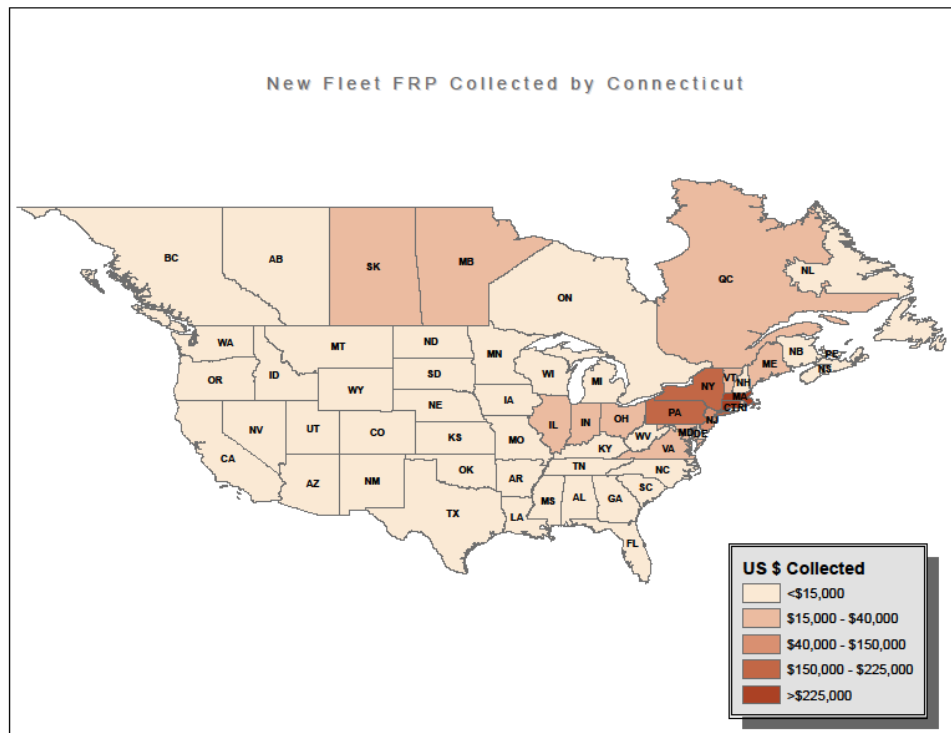 New Fleet FRP Collected by Connecticut
BC
AB
SK
MB
ON
QC
NL
NB
PE
NS
WA
MT
ND
MN
OR
ID
WY
SD
WI
MI
NY
VT
NH
ME
MA
CT
RI
NE
IA
PA
NJ
NV
UT
CO
KS
MO
IL
IN
OH
WV
MD
DE
VA
KY
CA
AZ
NM
OK
AR
TN
NC
SC
TX
LA
MS
AL
GA
FL
US $ Collected
<$15,000
$15,000 - $40,000
$40,000 - $150,000
$150,000 - $225,000
>$225,000